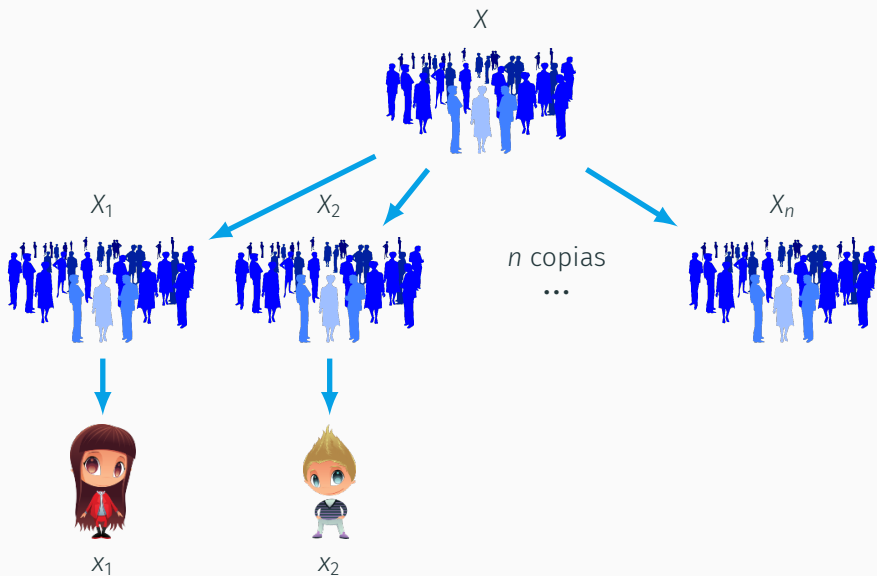 X
X₁
X₂
Xₙ
n copias
...
x₁
x₂